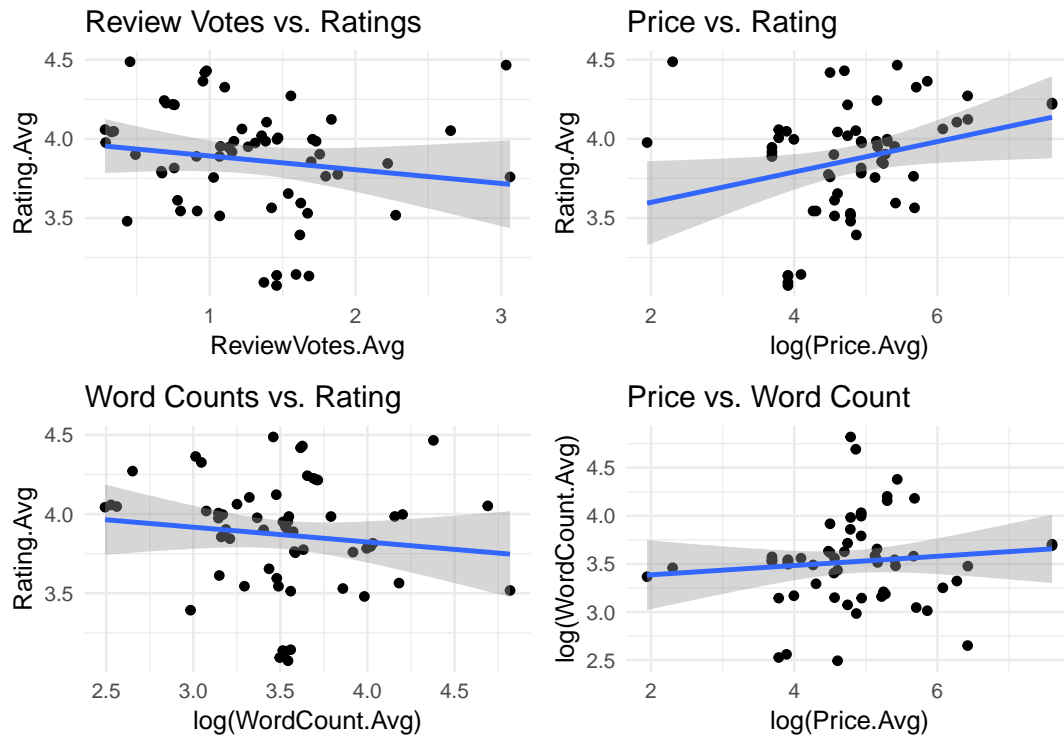 Review Votes vs. Ratings
Rating.Avg
4.5
4.0
3.5
1
2
3
ReviewVotes.Avg
Price vs. Rating
Rating.Avg
4.5
4.0
3.5
2
4
6
log(Price.Avg)
Word Counts vs. Rating
Rating.Avg
4.5
4.0
3.5
2.5
3.0
3.5
4.0
4.5
log(WordCount.Avg)
Price vs. Word Count
log(WordCount.Avg)
4.5
4.0
3.5
3.0
2.5
2
4
6
log(Price.Avg)